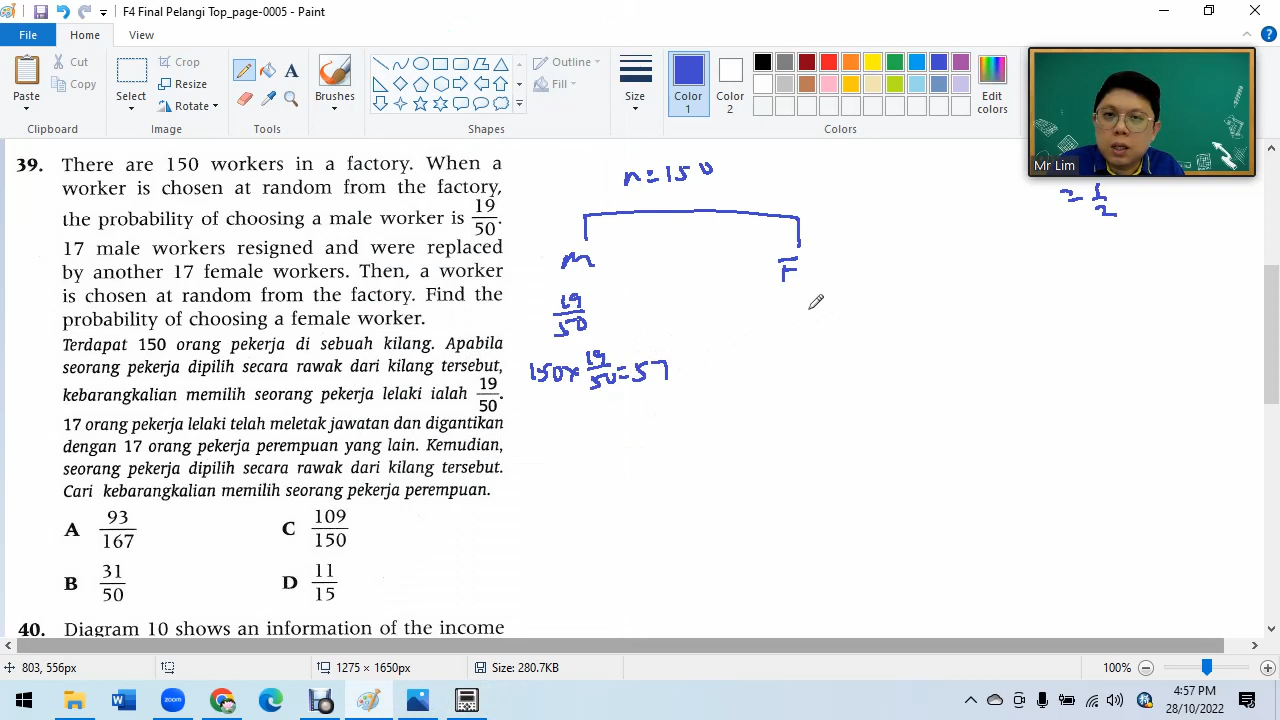 F4 Final Pelangi Top_page-0005 - Paint
File Home View
Paste
Cut
Copy
Clipboard
Select
Crop
Resize
Rotate
Image
A
Tools
Brushes
Outline
Fill
Shapes
Size
Color 1
Color 2
Edit colors
Colors
Mr Lim
39. There are 150 workers in a factory. When a
worker is chosen at random from the factory,
the probability of choosing a male worker is 19/50.
17 male workers resigned and were replaced
by another 17 female workers. Then, a worker
is chosen at random from the factory. Find the
probability of choosing a female worker.
Terdapat 150 orang pekerja di sebuah kilang. Apabila
seorang pekerja dipilih secara rawak dari kilang tersebut,
kebarangkalian memilih seorang pekerja lelaki ialah 19/50.
17 orang pekerja lelaki telah meletak jawatan dan digantikan
dengan 17 orang pekerja perempuan yang lain. Kemudian,
seorang pekerja dipilih secara rawak dari kilang tersebut.
Cari kebarangkalian memilih seorang pekerja perempuan.
A 93/167 C 109/150
B 31/50 D 11/15
40. Diagram 10 shows an information of the income
n=150
M F
19/50
150×19/50=57
=1/2
803, 556px 1275 × 1650px Size: 280.7KB 100%
zoom
4:57 PM
28/10/2022